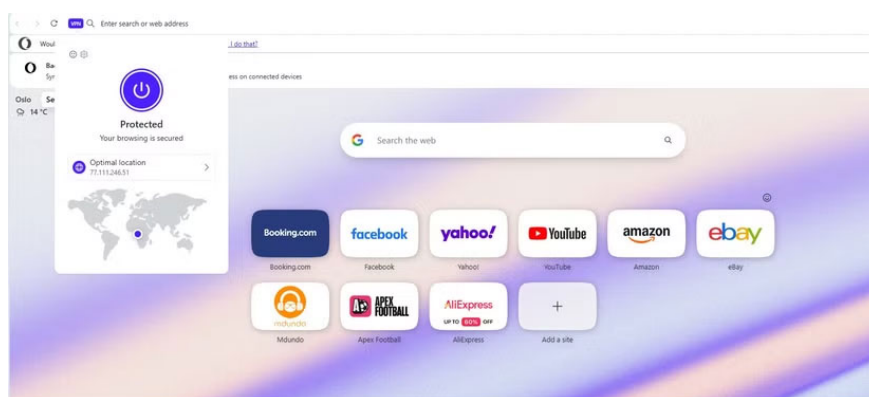 VPN Enter search or web address
Woul
I do that?
Ba
Syn
ess on connected devices
Oslo Se
14 °C
Protected
Your browsing is secured
Optimal location
77.111.246.51
Search the web
Booking.com facebook yahoo! YouTube amazon ebay
Booking.com Facebook Yahoo! YouTube Amazon eBay
mdundo APEX FOOTBALL AliExpress
UP TO 60% OFF
Mdundo Apex Football AliExpress Add a site